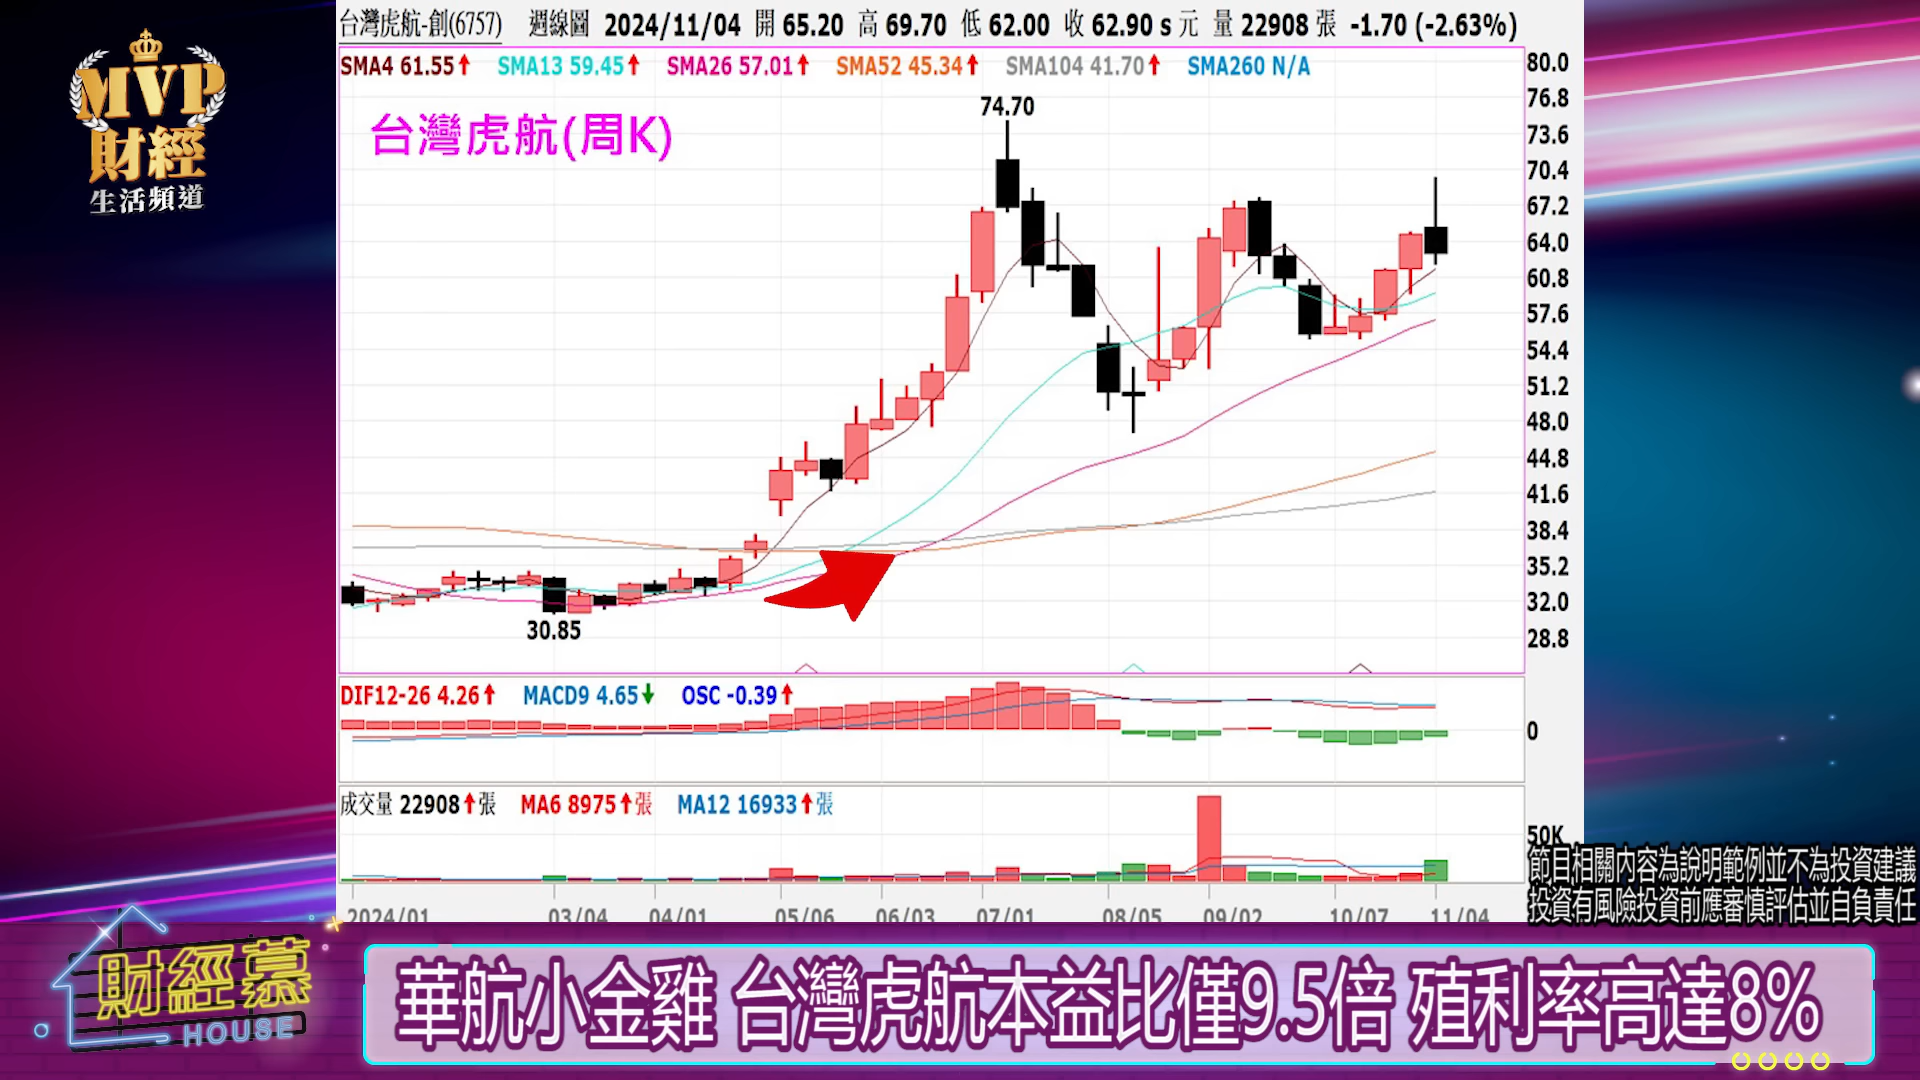 MVP
財經
生活頻道
台灣虎航-創(6757) 週線圖 2024/11/04 開 65.20 高 69.70 低 62.00 收 62.90 s 元 量 22908 張 -1.70 (-2.63%)
SMA4 61.55↑ SMA13 59.45↑ SMA26 57.01↑ SMA52 45.34↑ SMA104 41.70↑ SMA260 N/A
台灣虎航(周K)
74.70
30.85
80.0
76.8
73.6
70.4
67.2
64.0
60.8
57.6
54.4
51.2
48.0
44.8
41.6
38.4
35.2
32.0
28.8
DIF12-26 4.26↑ MACD9 4.65↓ OSC -0.39↑
0
成交量 22908↑張 MA6 8975↑張 MA12 16933↑張
50K
2024/01 03/04 04/01 05/06 06/03 07/01 08/05 09/02 10/07 11/04
節目相關內容為說明範例並不為投資建議
投資有風險投資前應審慎評估並自負責任
財經慕
HOUSE
華航小金雞 台灣虎航本益比僅9.5倍 殖利率高達8%